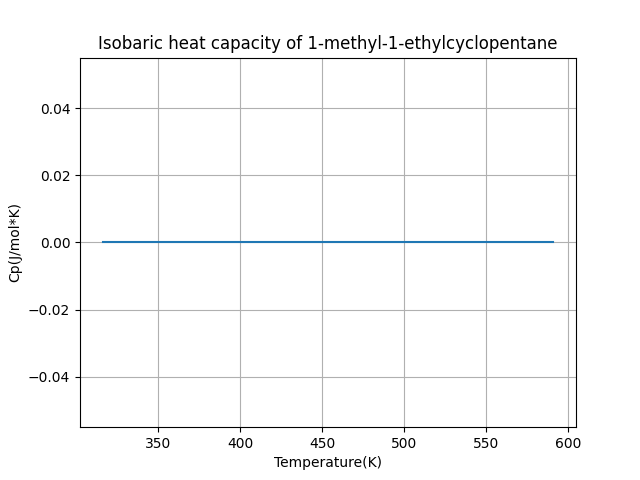 Isobaric heat capacity of 1-methyl-1-ethylcyclopentane
0.04
0.02
0.00
−0.02
−0.04
Cp(J/mol*K)
350 400 450 500 550 600
Temperature(K)